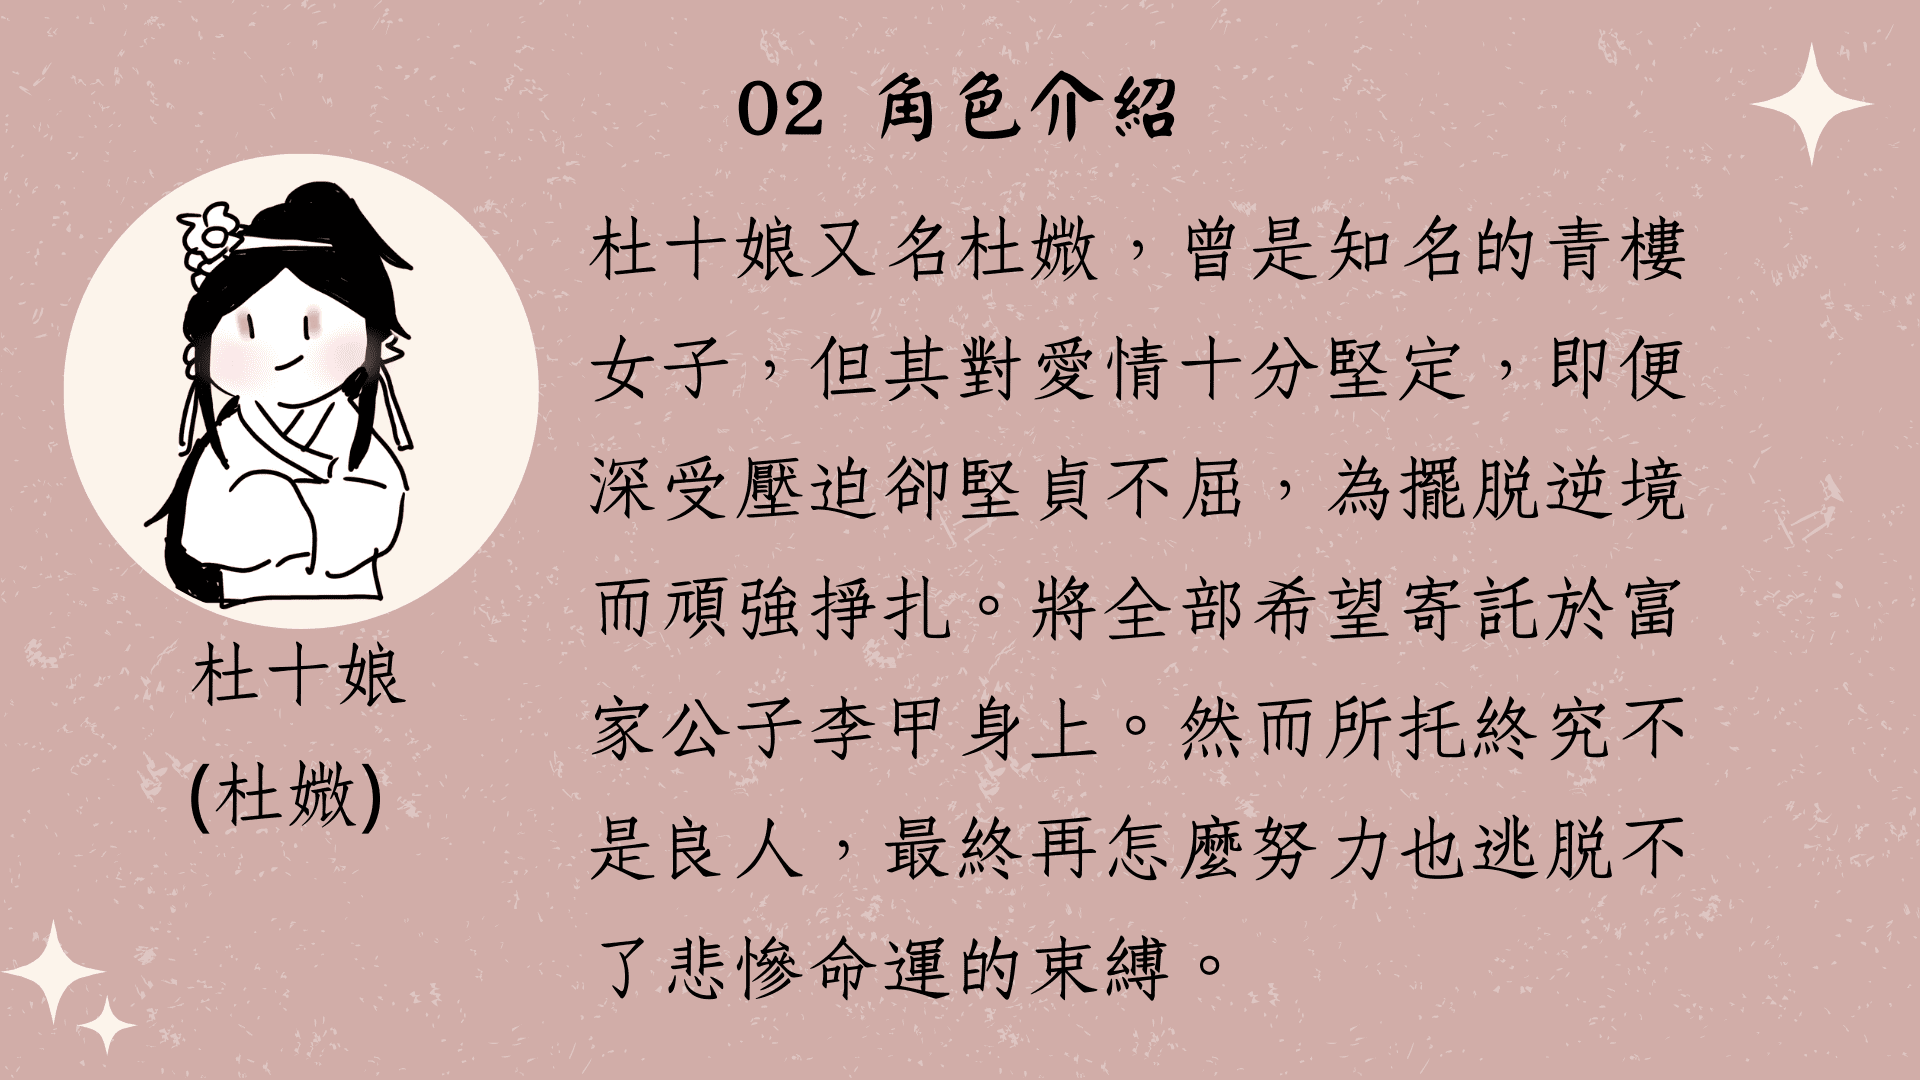 02 角色介紹
杜十娘又名杜媺，曾是知名的青樓
女子，但其對愛情十分堅定，即便
深受壓迫卻堅貞不屈，為擺脫逆境
而頑強掙扎。將全部希望寄託於富
家公子李甲身上。然而所托終究不
是良人，最終再怎麼努力也逃脫不
了悲慘命運的束縛。
杜十娘
(杜媺)